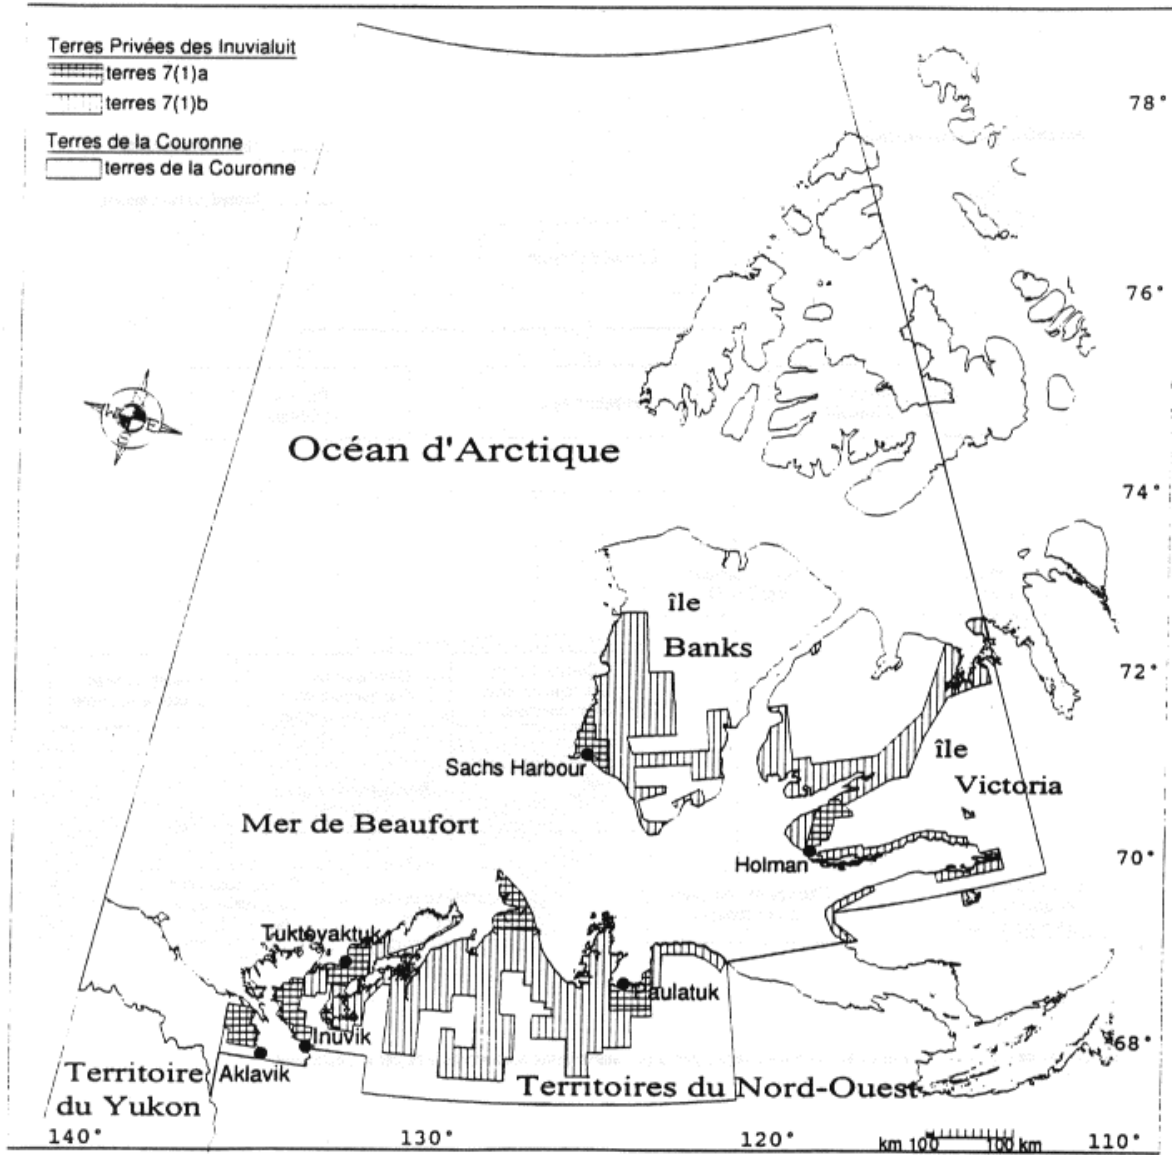 Terres Privées des Inuvialuit
terres 7(1)a
terres 7(1)b
Terres de la Couronne
terres de la Couronne
78°
76°
74°
72°
70°
68°
Océan d'Arctique
île
Banks
île
Victoria
Sachs Harbour
Mer de Beaufort
Holman
Tuktoyaktuk
Paulatuk
Inuvik
Aklavik
Territoire
du Yukon
Territoires du Nord-Ouest
140°
130°
120°
110°
km 100 100 km